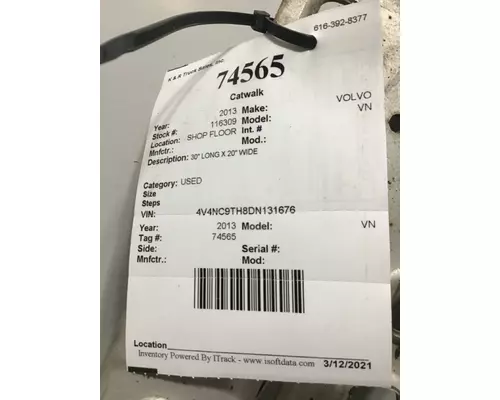 K & R Truck Sales, Inc.
616-392-8377
74565
Catwalk
Year: 2013 Make: VOLVO
Stock #: 116309 Model: VN
Location: SHOP FLOOR Int. #
Mnfctr.: Mod.:
Description: 30" LONG X 20" WIDE
Category: USED
Size
Steps
VIN: 4V4NC9TH8DN131676
Year: 2013 Model: VN
Tag #: 74565
Side: Serial #:
Mnfctr.: Mod:
Location
Inventory Powered By ITrack - www.isoftdata.com 3/12/2021